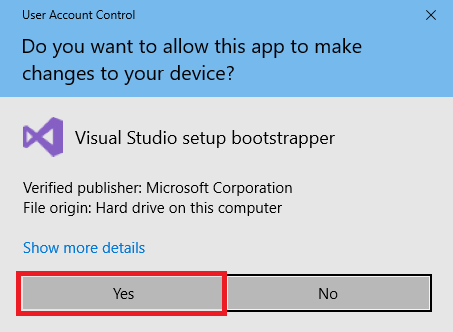 User Account Control
Do you want to allow this app to make
changes to your device?
Visual Studio setup bootstrapper
Verified publisher: Microsoft Corporation
File origin: Hard drive on this computer
Show more details
Yes
No